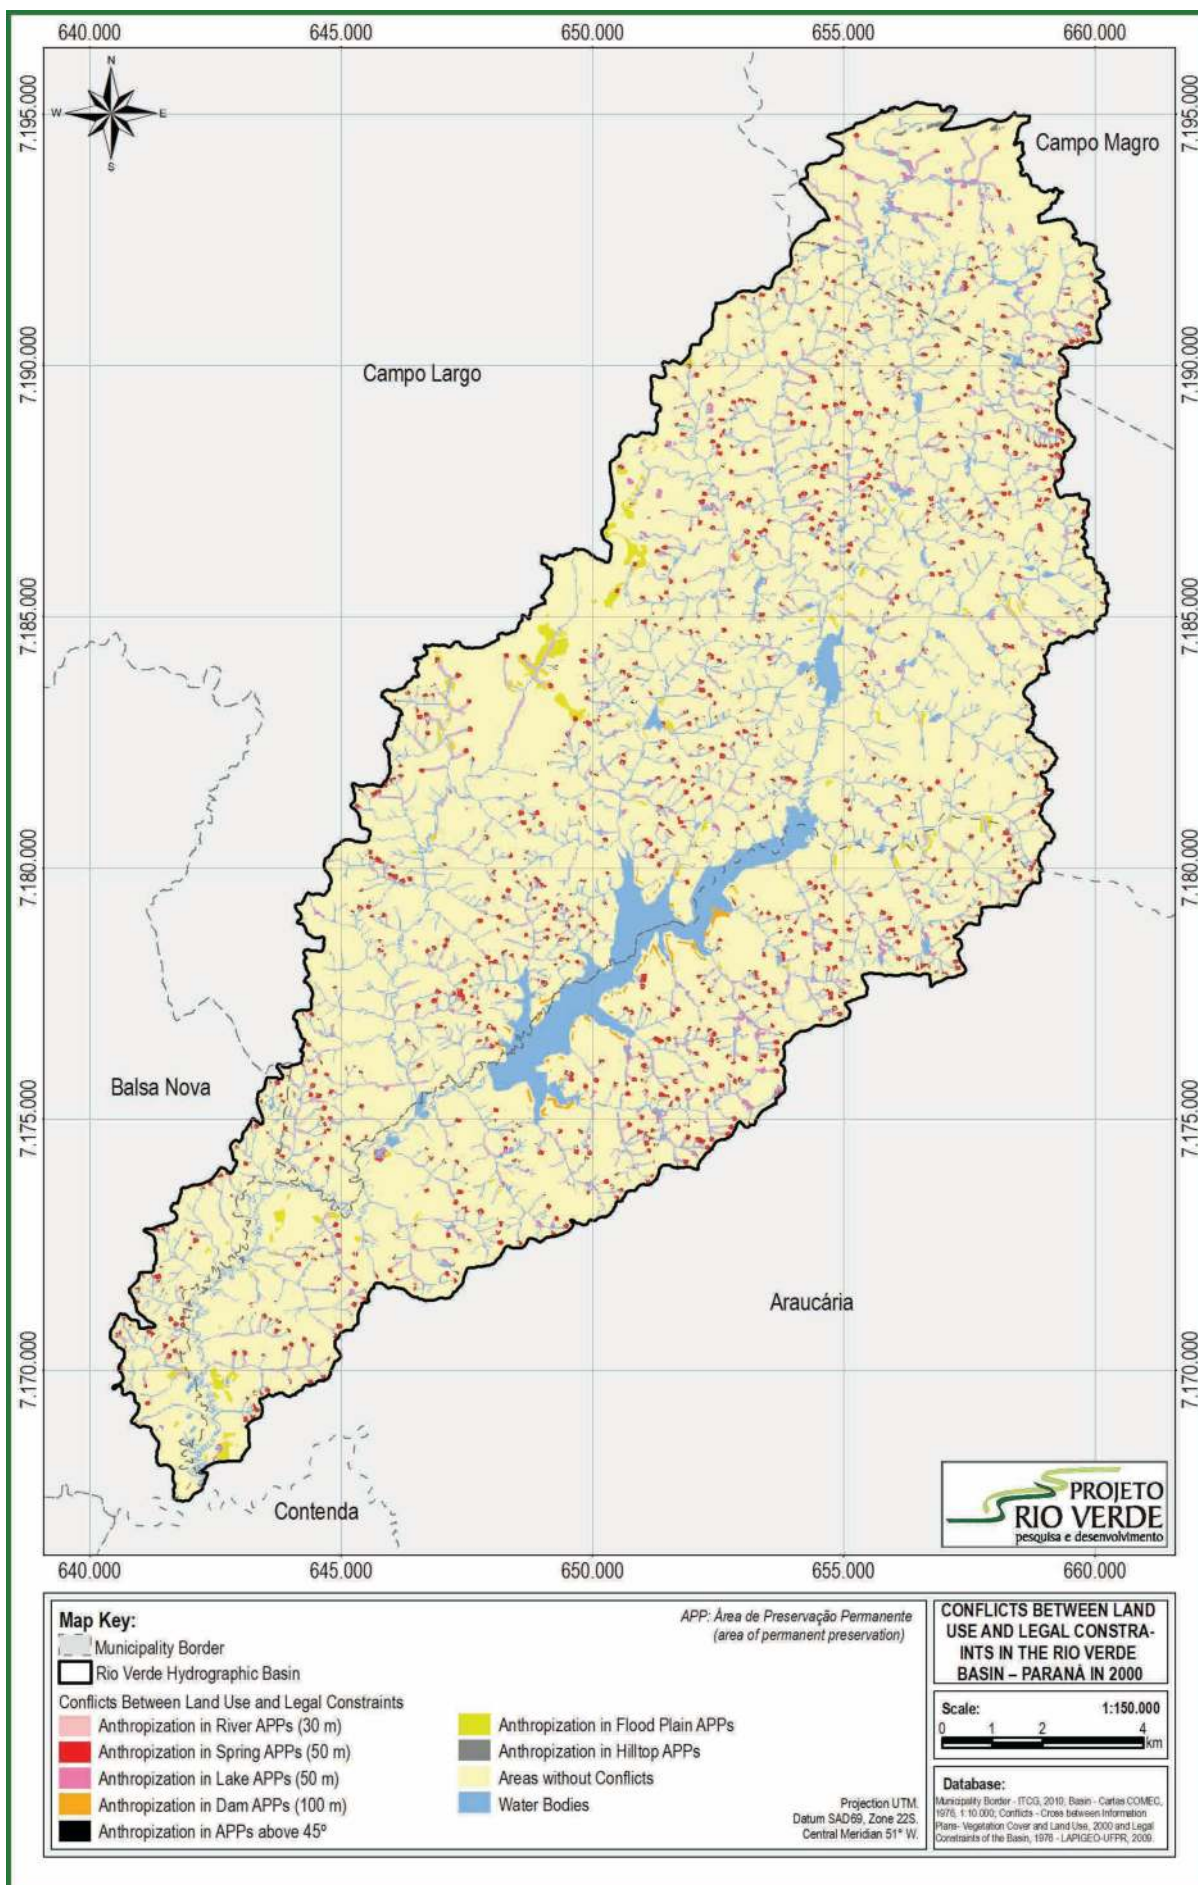 640.000 645.000 650.000 655.000 660.000
7.195.000 7.195.000
N
W E
S
Campo Magro
7.190.000 7.190.000
Campo Largo
7.185.000 7.185.000
7.180.000 7.180.000
Balsa Nova
7.175.000 7.175.000
Araucária
7.170.000 7.170.000
Contenda
PROJETO
RIO VERDE
pesquisa e desenvolvimento
640.000 645.000 650.000 655.000 660.000
Map Key:
Municipality Border
Rio Verde Hydrographic Basin
APP: Área de Preservação Permanente
(area of permanent preservation)
Conflicts Between Land Use and Legal Constraints
Anthropization in River APPs (30 m)
Anthropization in Spring APPs (50 m)
Anthropization in Lake APPs (50 m)
Anthropization in Dam APPs (100 m)
Anthropization in APPs above 45º
Anthropization in Flood Plain APPs
Anthropization in Hilltop APPs
Areas without Conflicts
Water Bodies
Projection UTM.
Datum SAD69, Zone 22S.
Central Meridian 51° W.
CONFLICTS BETWEEN LAND
USE AND LEGAL CONSTRA-
INTS IN THE RIO VERDE
BASIN – PARANÀ IN 2000
Scale: 1:150.000
0 1 2 4
km
Database:
Municipality Border - ITCG, 2010; Basin - Cartas COMEC,
1976, 1:10.000; Conflicts - Cross between Information
Plans- Vegetation Cover and Land Use, 2000 and Legal
Constraints of the Basin, 1976 - LAPIGEO-UFPR, 2009.